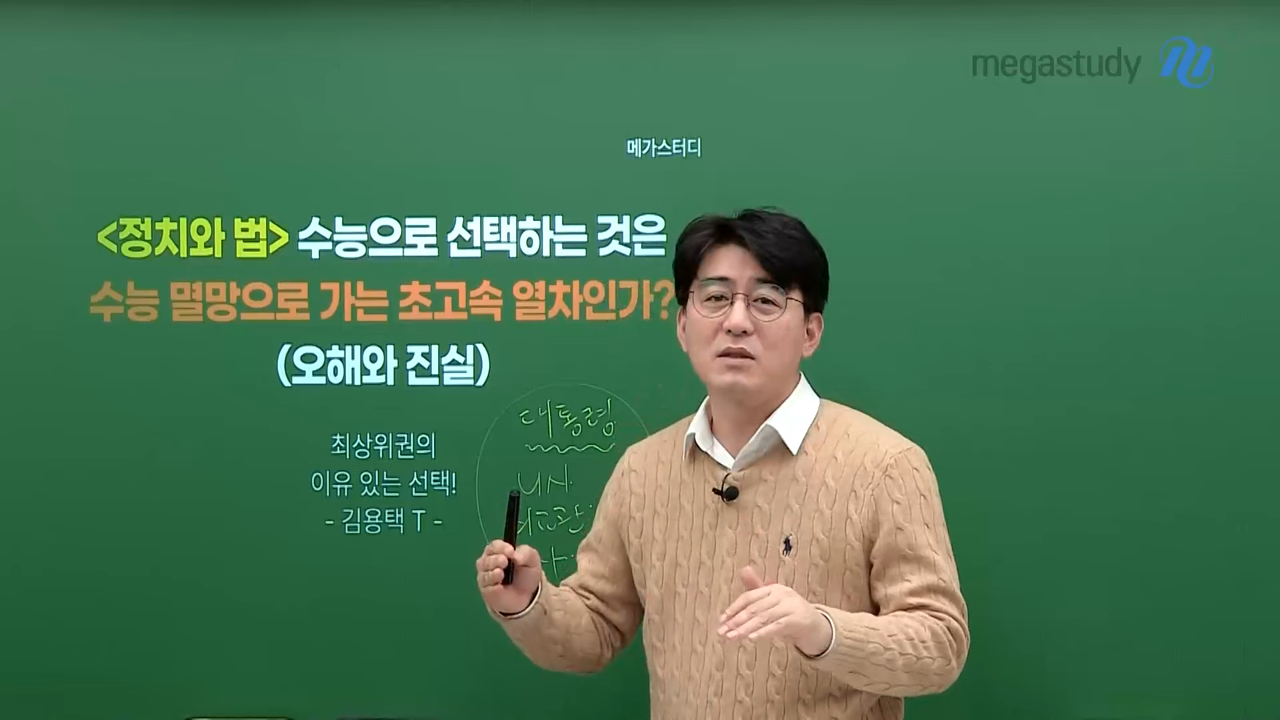 megastudy
메가스터디
<정치와 법> 수능으로 선택하는 것은
수능 멸망으로 가는 초고속 열차인가?
(오해와 진실)
최상위권의
이유 있는 선택!
- 김용택 T -
대통령